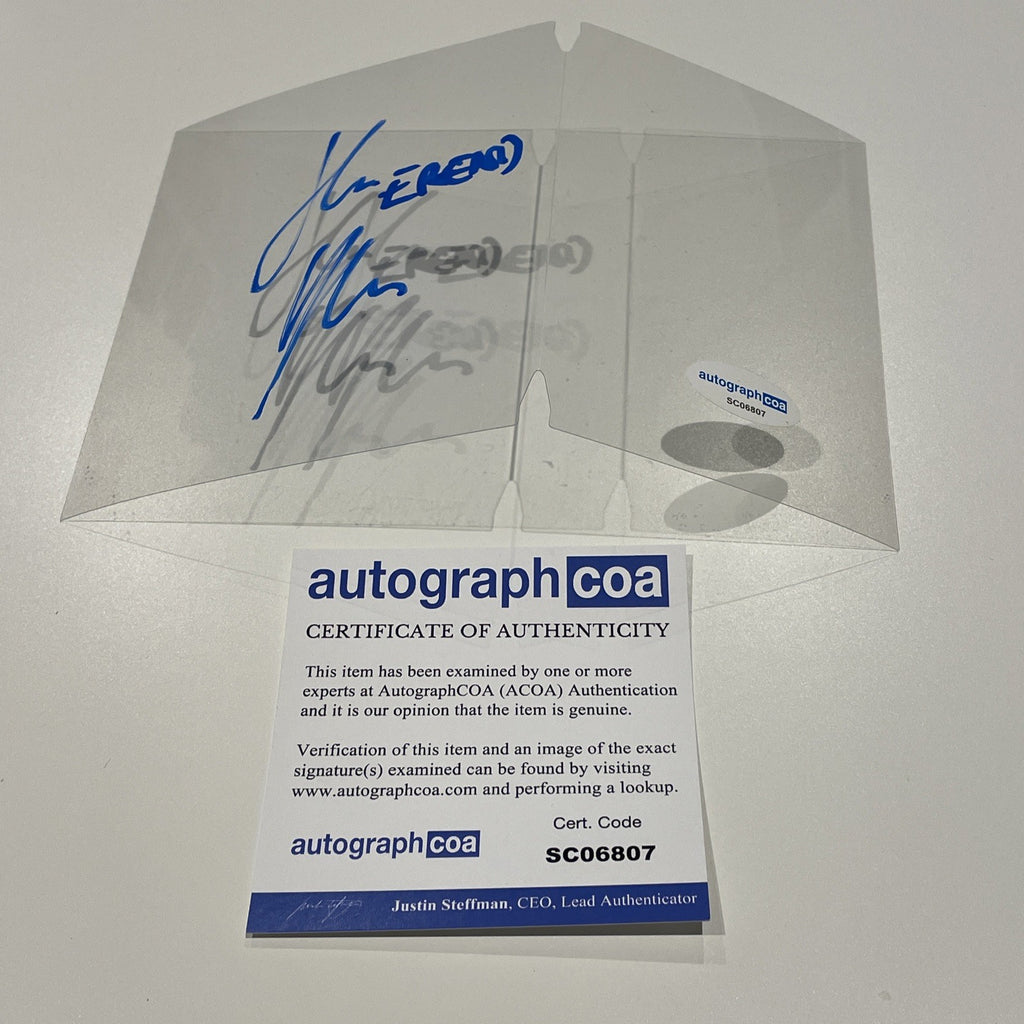 EREN)
autographcoa
SC06807
autographcoa
CERTIFICATE OF AUTHENTICITY
This item has been examined by one or more
experts at AutographCOA (ACOA) Authentication
and it is our opinion that the item is genuine.
Verification of this item and an image of the exact
signature(s) examined can be found by visiting
www.autographcoa.com and performing a lookup.
Cert. Code
autographcoa
SC06807
Justin Steffman, CEO, Lead Authenticator